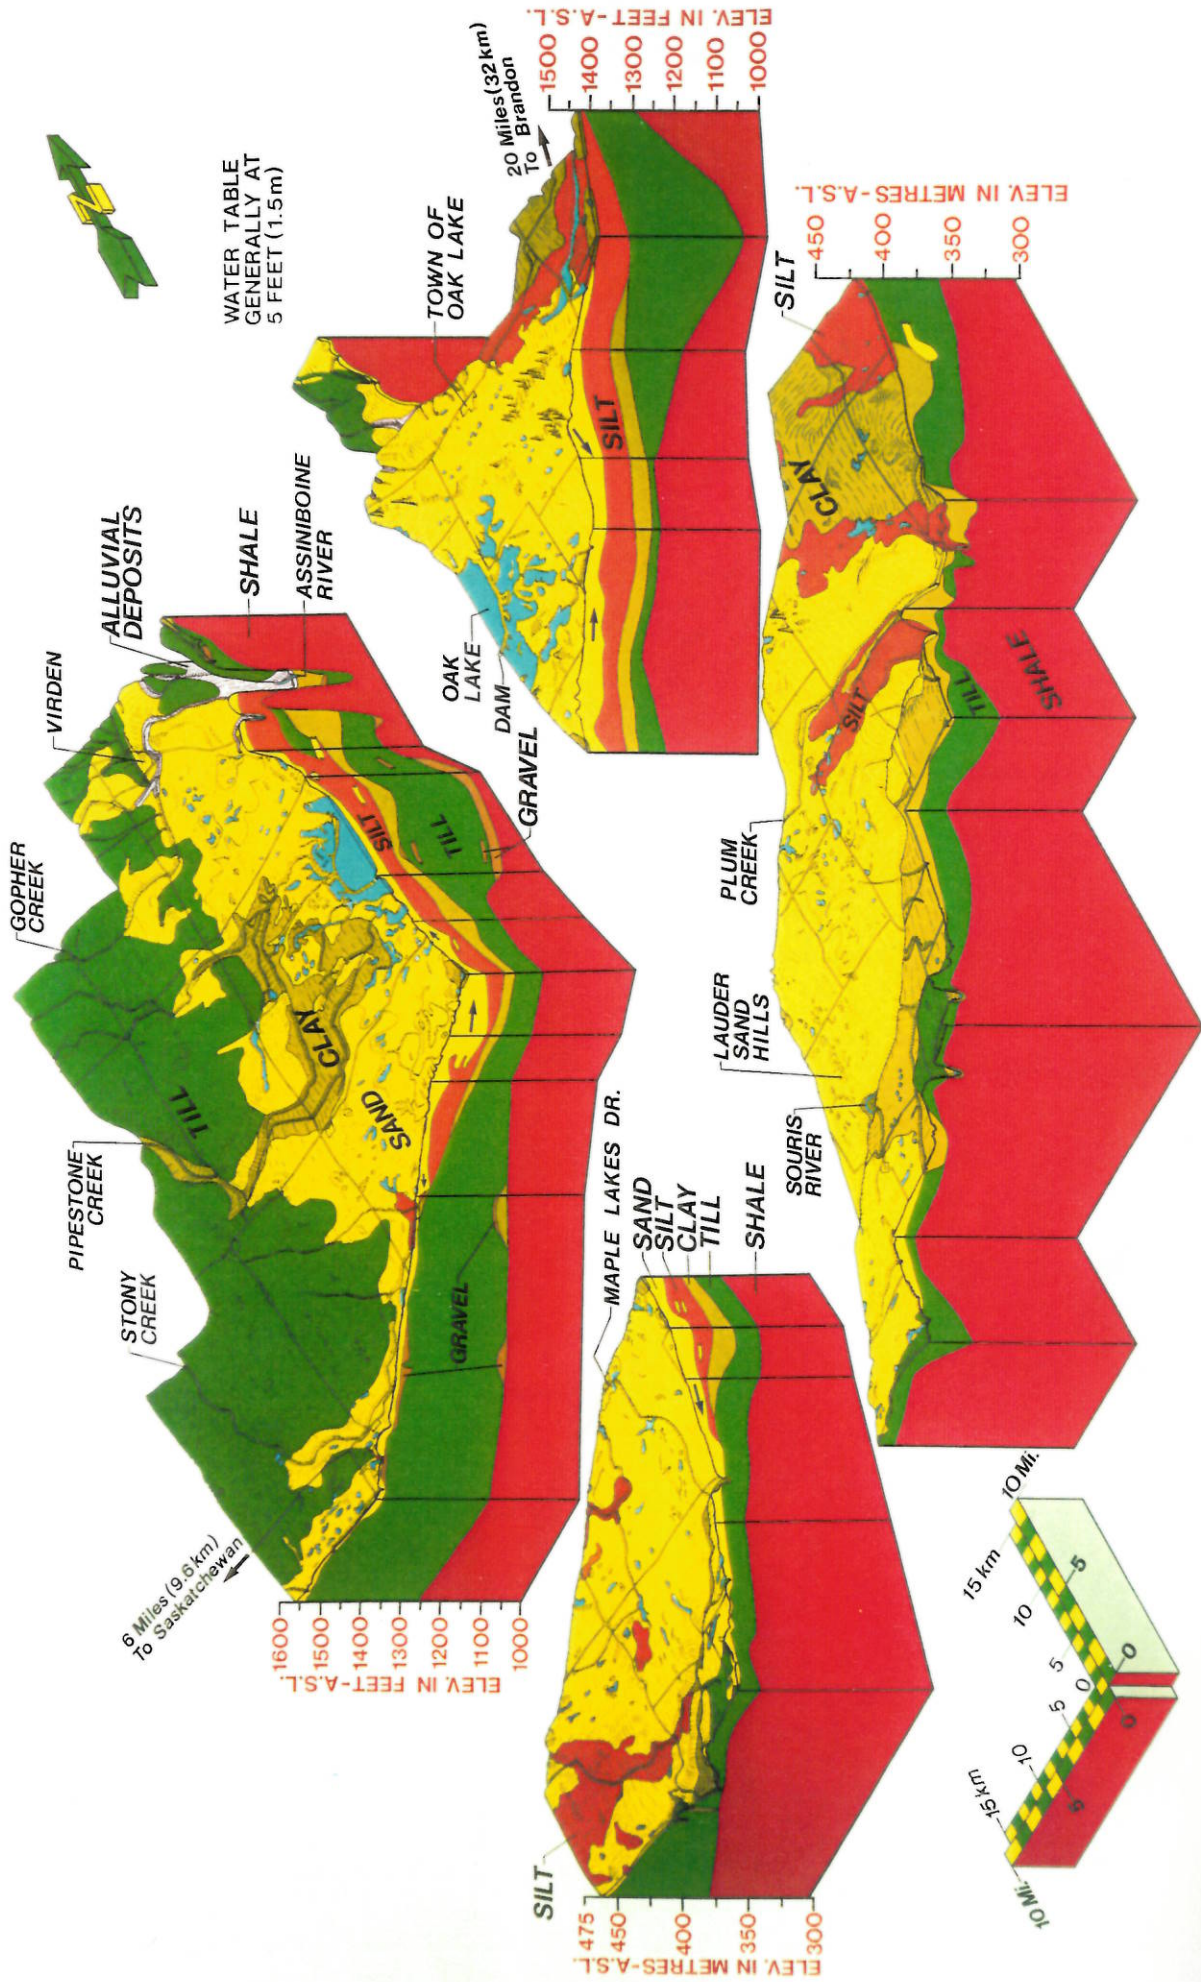 6 Miles (9.6 km)
To Saskatchewan
STONY
CREEK
PIPESTONE
CREEK
GOPHER
CREEK
VIRDEN
ALLUVIAL
DEPOSITS
SHALE
ASSINIBOINE
RIVER
WATER TABLE
GENERALLY AT
5 FEET (1.5m)
N
TILL
CLAY
SAND
SILT
TILL
GRAVEL
GRAVEL
ELEV. IN FEET-A.S.L.
1600
1500
1400
1300
1200
1100
1000
OAK
LAKE
DAM
TOWN OF
OAK LAKE
20 Miles (32 km)
To Brandon
SILT
ELEV. IN FEET-A.S.L.
1500
1400
1300
1200
1100
1000
SILT
MAPLE LAKES DR.
SAND
SILT
CLAY
TILL
SHALE
ELEV. IN METRES-A.S.L.
475
450
400
350
300
SOURIS
RIVER
LAUDER
SAND
HILLS
PLUM
CREEK
SILT
CLAY
SILT
TILL
SHALE
ELEV. IN METRES-A.S.L.
450
400
350
300
10 Mi.
15 km
10
5
0
5
10
15 km
10 Mi.
5
0
0
5